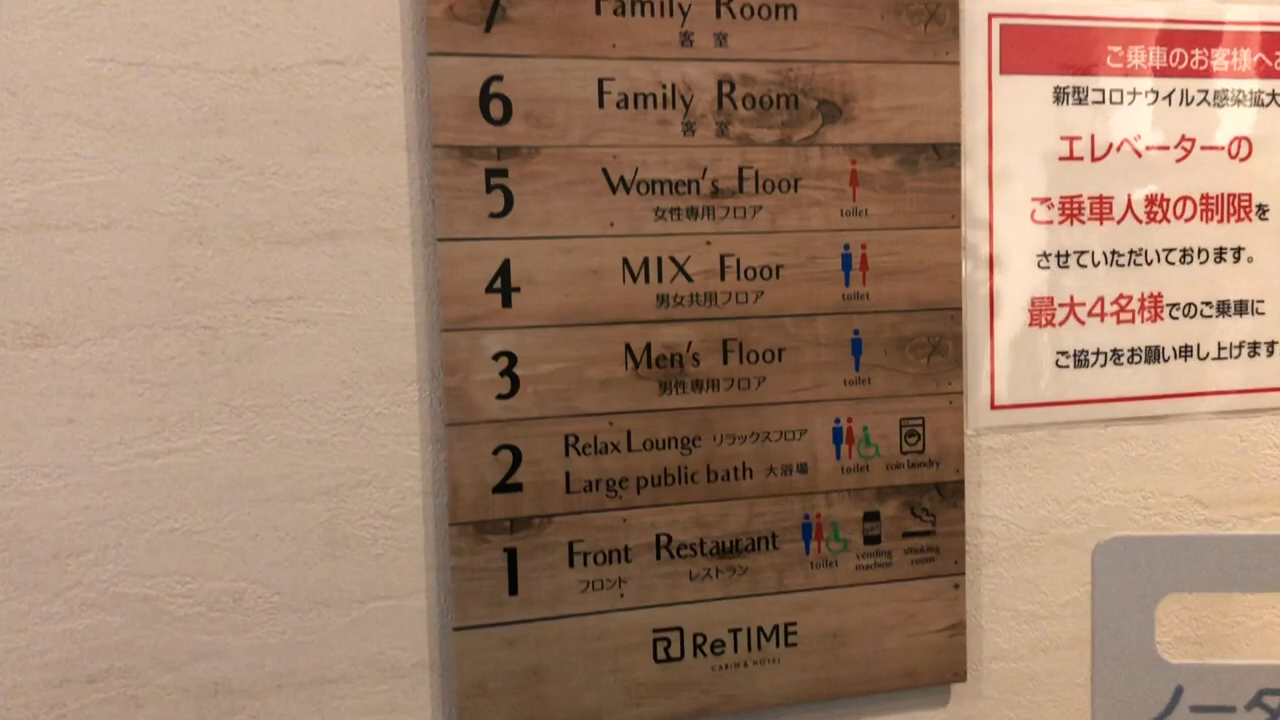 7 Family Room
客室
6 Family Room
客室
5 Women's Floor
女性専用フロア
toilet
4 MIX Floor
男女共用フロア
toilet
3 Men's Floor
男性専用フロア
toilet
2 Relax Lounge リラックスフロア
Large public bath 大浴場
toilet
coin laundry
1 Front Restaurant
フロント レストラン
toilet
vending
machine
smoking
room
ReTIME
CABIN & HOTEL
ご乗車のお客様へ
新型コロナウイルス感染拡大
エレベーターの
ご乗車人数の制限を
させていただいております。
最大4名様でのご乗車に
ご協力をお願い申し上げます